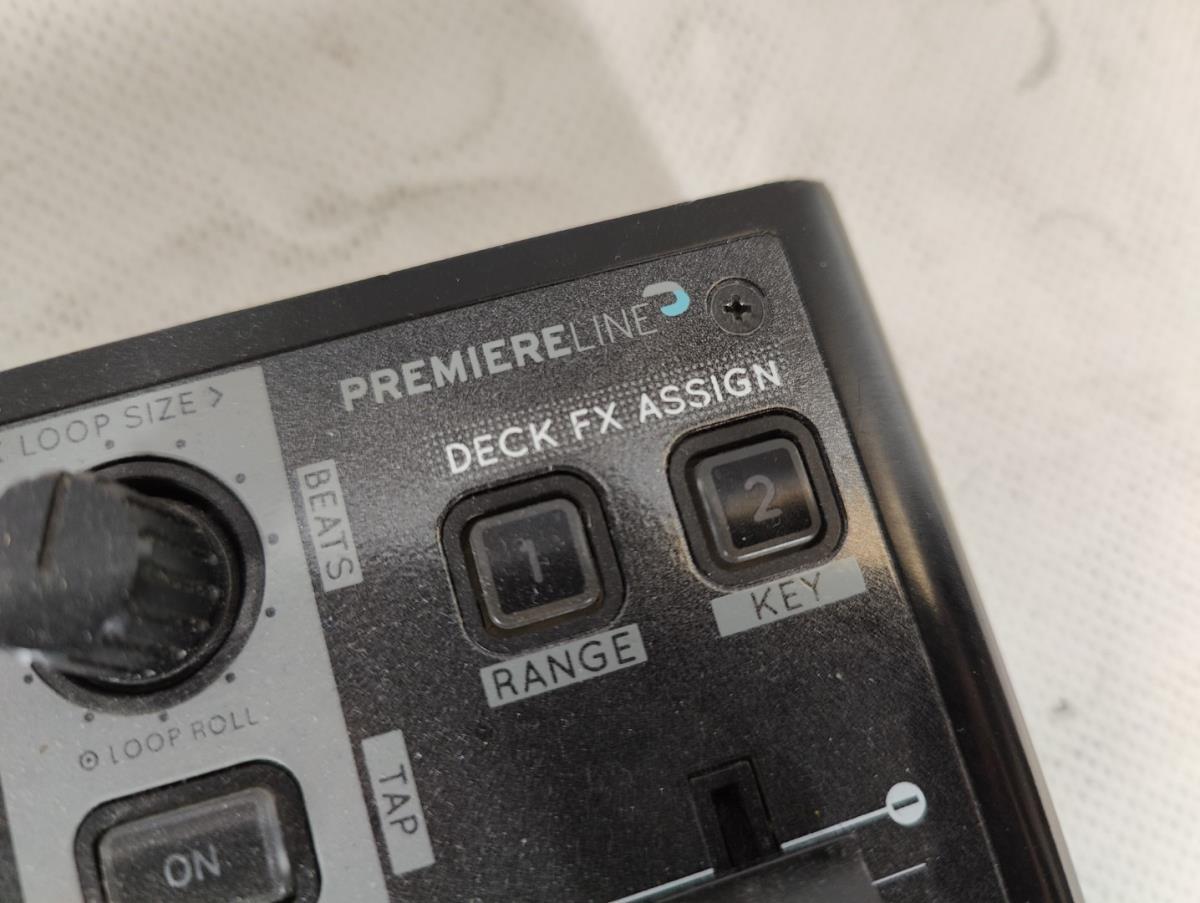 PREMIERELINE
DECK FX ASSIGN
LOOP SIZE >
BEATS
1
2
RANGE
KEY
LOOP ROLL
TAP
ON